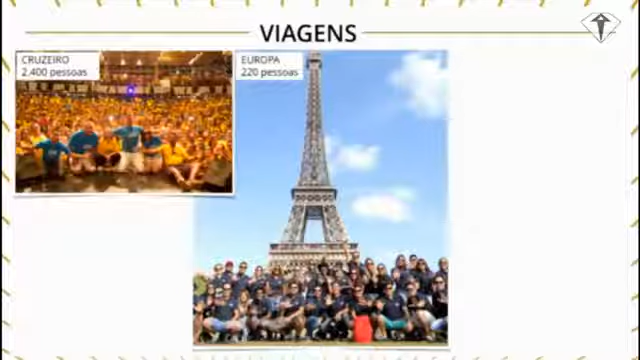 VIAGENS
CRUZEIRO
2.400 pessoas
EUROPA
220 pessoas